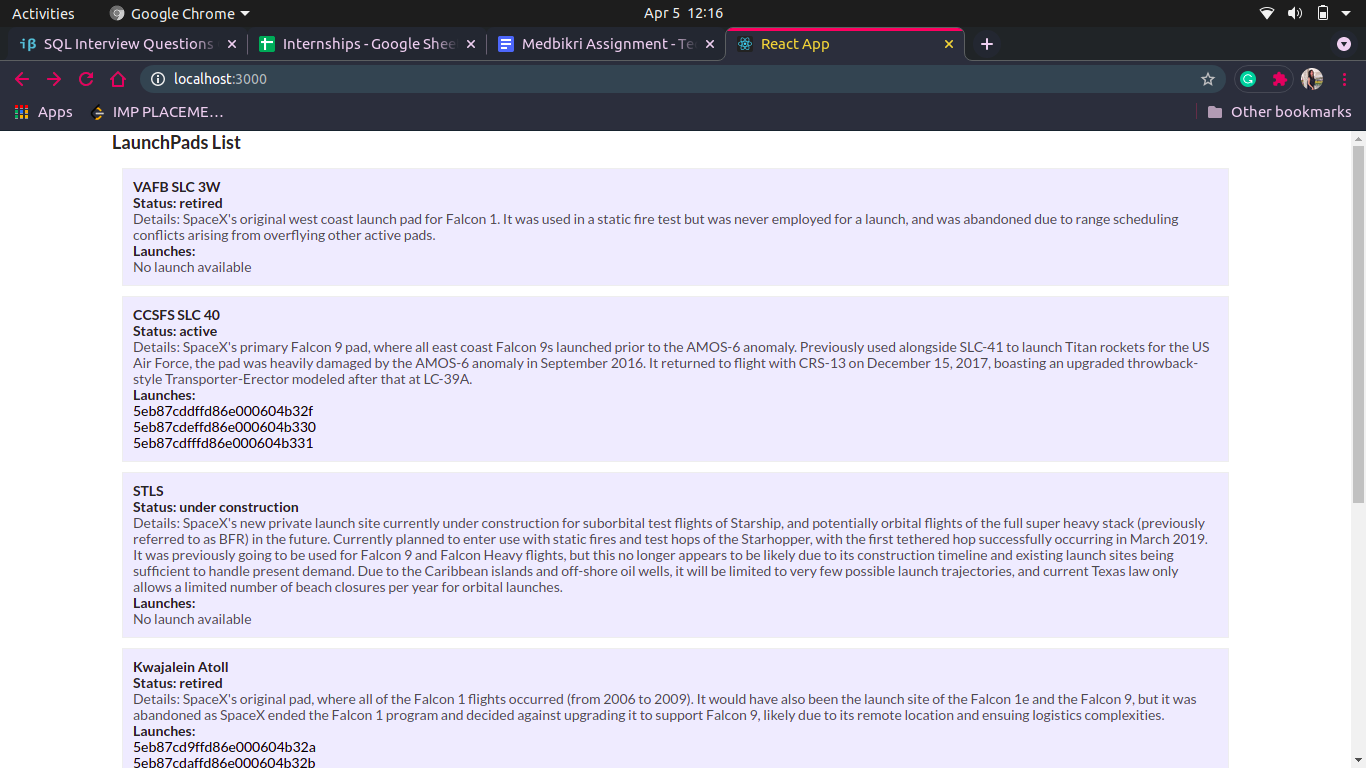 Activities
Google Chrome
Apr 5 12:16
SQL Interview Questions
Internships - Google Shee
Medbikri Assignment - Te
React App
localhost:3000
Apps
IMP PLACEME…
Other bookmarks
LaunchPads List
VAFB SLC 3W
Status: retired
Details: SpaceX's original west coast launch pad for Falcon 1. It was used in a static fire test but was never employed for a launch, and was abandoned due to range scheduling
conflicts arising from overflying other active pads.
Launches:
No launch available
CCSFS SLC 40
Status: active
Details: SpaceX's primary Falcon 9 pad, where all east coast Falcon 9s launched prior to the AMOS-6 anomaly. Previously used alongside SLC-41 to launch Titan rockets for the US
Air Force, the pad was heavily damaged by the AMOS-6 anomaly in September 2016. It returned to flight with CRS-13 on December 15, 2017, boasting an upgraded throwback-
style Transporter-Erector modeled after that at LC-39A.
Launches:
5eb87cddffd86e000604b32f
5eb87cdeffd86e000604b330
5eb87cdfffd86e000604b331
STLS
Status: under construction
Details: SpaceX's new private launch site currently under construction for suborbital test flights of Starship, and potentially orbital flights of the full super heavy stack (previously
referred to as BFR) in the future. Currently planned to enter use with static fires and test hops of the Starhopper, with the first tethered hop successfully occurring in March 2019.
It was previously going to be used for Falcon 9 and Falcon Heavy flights, but this no longer appears to be likely due to its construction timeline and existing launch sites being
sufficient to handle present demand. Due to the Caribbean islands and off-shore oil wells, it will be limited to very few possible launch trajectories, and current Texas law only
allows a limited number of beach closures per year for orbital launches.
Launches:
No launch available
Kwajalein Atoll
Status: retired
Details: SpaceX's original pad, where all of the Falcon 1 flights occurred (from 2006 to 2009). It would have also been the launch site of the Falcon 1e and the Falcon 9, but it was
abandoned as SpaceX ended the Falcon 1 program and decided against upgrading it to support Falcon 9, likely due to its remote location and ensuing logistics complexities.
Launches:
5eb87cd9ffd86e000604b32a
5eb87cdaffd86e000604b32b